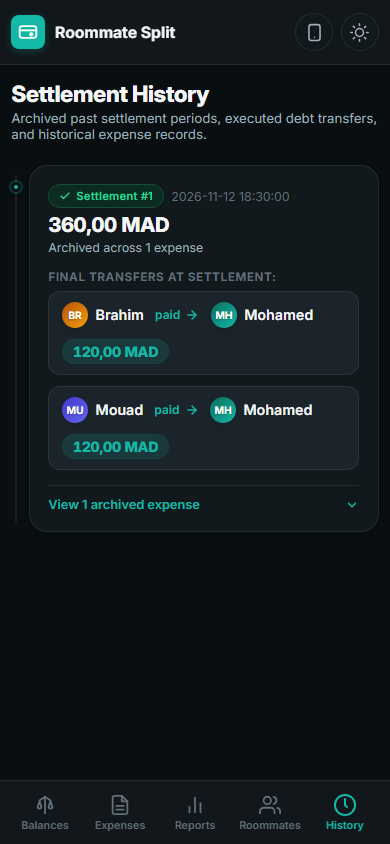 Roommate Split
Settlement History
Archived past settlement periods, executed debt transfers,
and historical expense records.
Settlement #1 2026-11-12 18:30:00
360,00 MAD
Archived across 1 expense
FINAL TRANSFERS AT SETTLEMENT:
BR Brahim paid → MH Mohamed
120,00 MAD
MU Mouad paid → MH Mohamed
120,00 MAD
View 1 archived expense
Balances Expenses Reports Roommates History